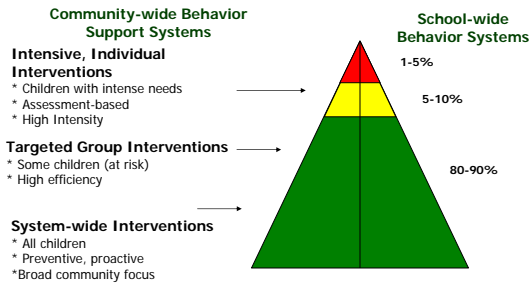 Community-wide Behavior
Support Systems
School-wide
Behavior Systems
Intensive, Individual
Interventions
* Children with intense needs
* Assessment-based
* High Intensity
1-5%
5-10%
Targeted Group Interventions
* Some children (at risk)
* High efficiency
80-90%
System-wide Interventions
* All children
* Preventive, proactive
*Broad community focus